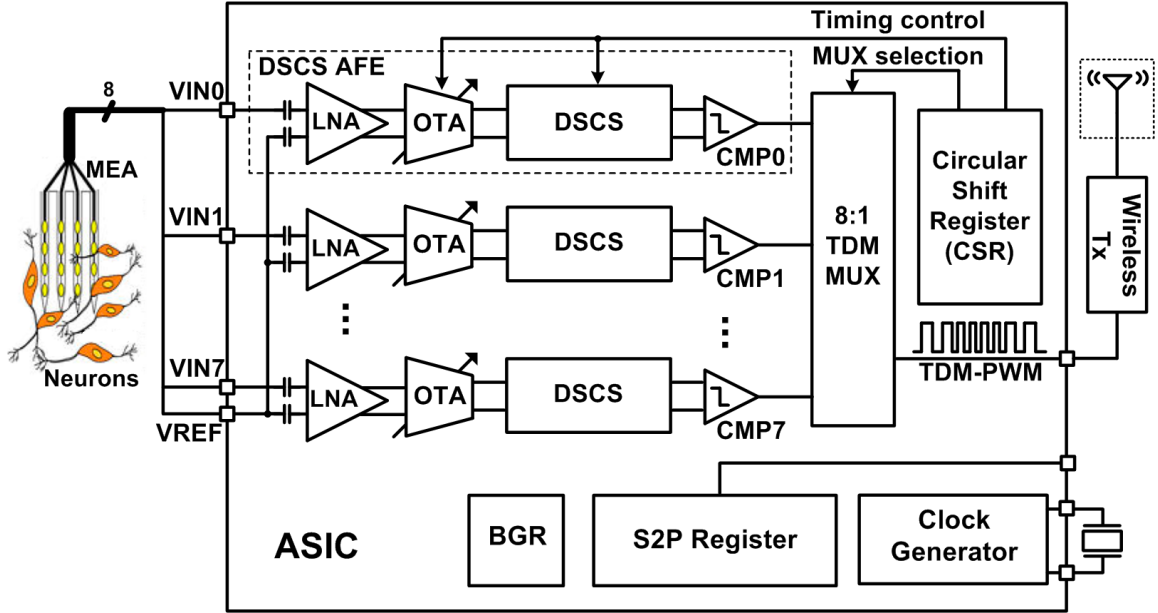 Timing control
MUX selection
DSCS AFE
8
VIN0
LNA
OTA
DSCS
CMP0
MEA
VIN1
LNA
OTA
DSCS
CMP1
8:1
TDM
MUX
Circular
Shift
Register
(CSR)
Wireless
Tx
Neurons
VIN7
VREF
LNA
OTA
DSCS
CMP7
TDM-PWM
ASIC
BGR
S2P Register
Clock
Generator